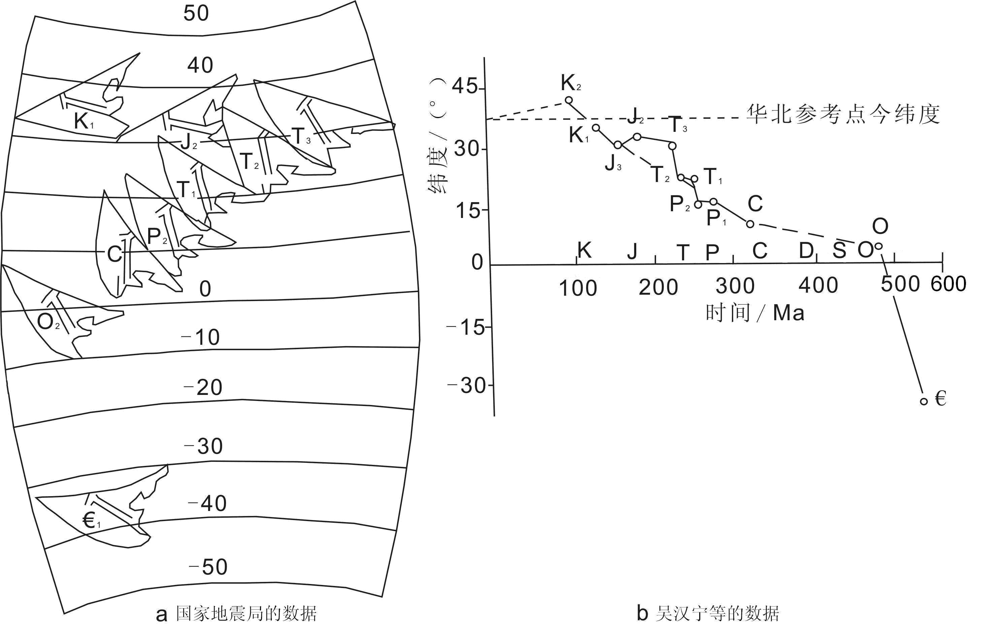 50
40
K₁
J₂
T₃
T₂
T₁
P₂
C
0
O₂
−10
−20
−30
−40
€₁
−50
a 国家地震局的数据
纬度/(°)
45
30
15
0
−15
−30
K₂
K₁
J₂
T₃
华北参考点今纬度
J₃
T₂
T₁
P₂
P₁
C
O
K J T P C D S O
100 200 300 400 500 600
时间/Ma
€
b 吴汉宁等的数据